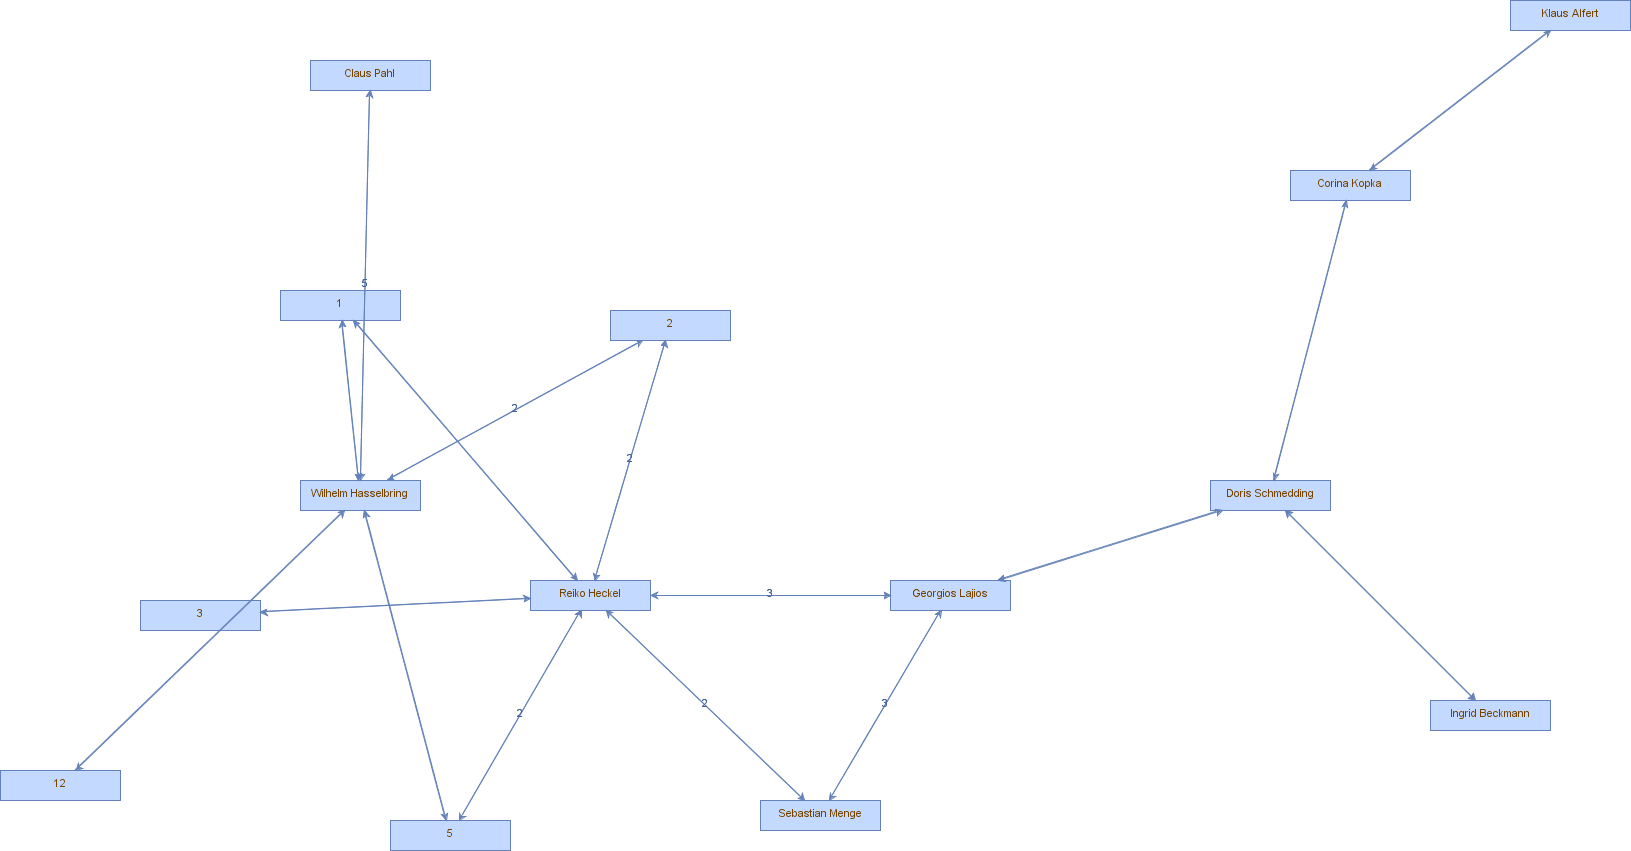 Klaus Alfert
Claus Pahl
Corina Kopka
5
1
2
2
2
Wilhelm Hasselbring
Doris Schmedding
Reiko Heckel
3
Georgios Lajios
3
2
3
2
Ingrid Beckmann
12
Sebastian Menge
5